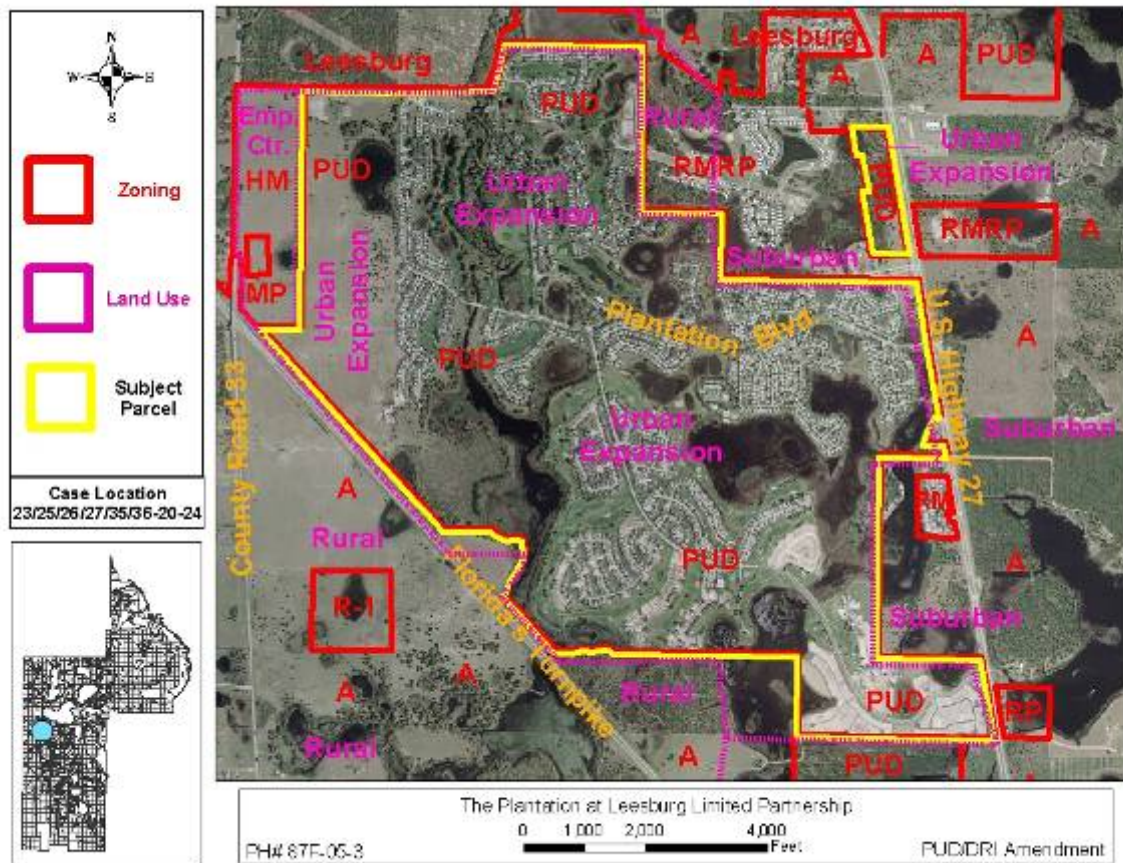 N
W E
S
Zoning
Land Use
Subject
Parcel
Case Location
23/25/26/27/35/36-20-24
Leesburg
A
Leesburg
A
A
PUD
Emp.
Ctr.
HM
PUD
PUD
Rural
RMRP
Urban
Expansion
PUD
Urban
Expansion
RMRP
A
MP
Urban
Expansion
Suburban
Plantation Blvd.
PUD
A
County Road 33
U.S. Highway 27
Urban
Expansion
Suburban
A
Rural
RM
PUD
A
R-1
Florida's Turnpike
Suburban
A
A
Rural
PUD
RP
Rural
A
PUD
The Plantation at Leesburg Limited Partnership
0 1,000 2,000 4,000
Feet
PH# 87F-05-3
PUD/DRI Amendment